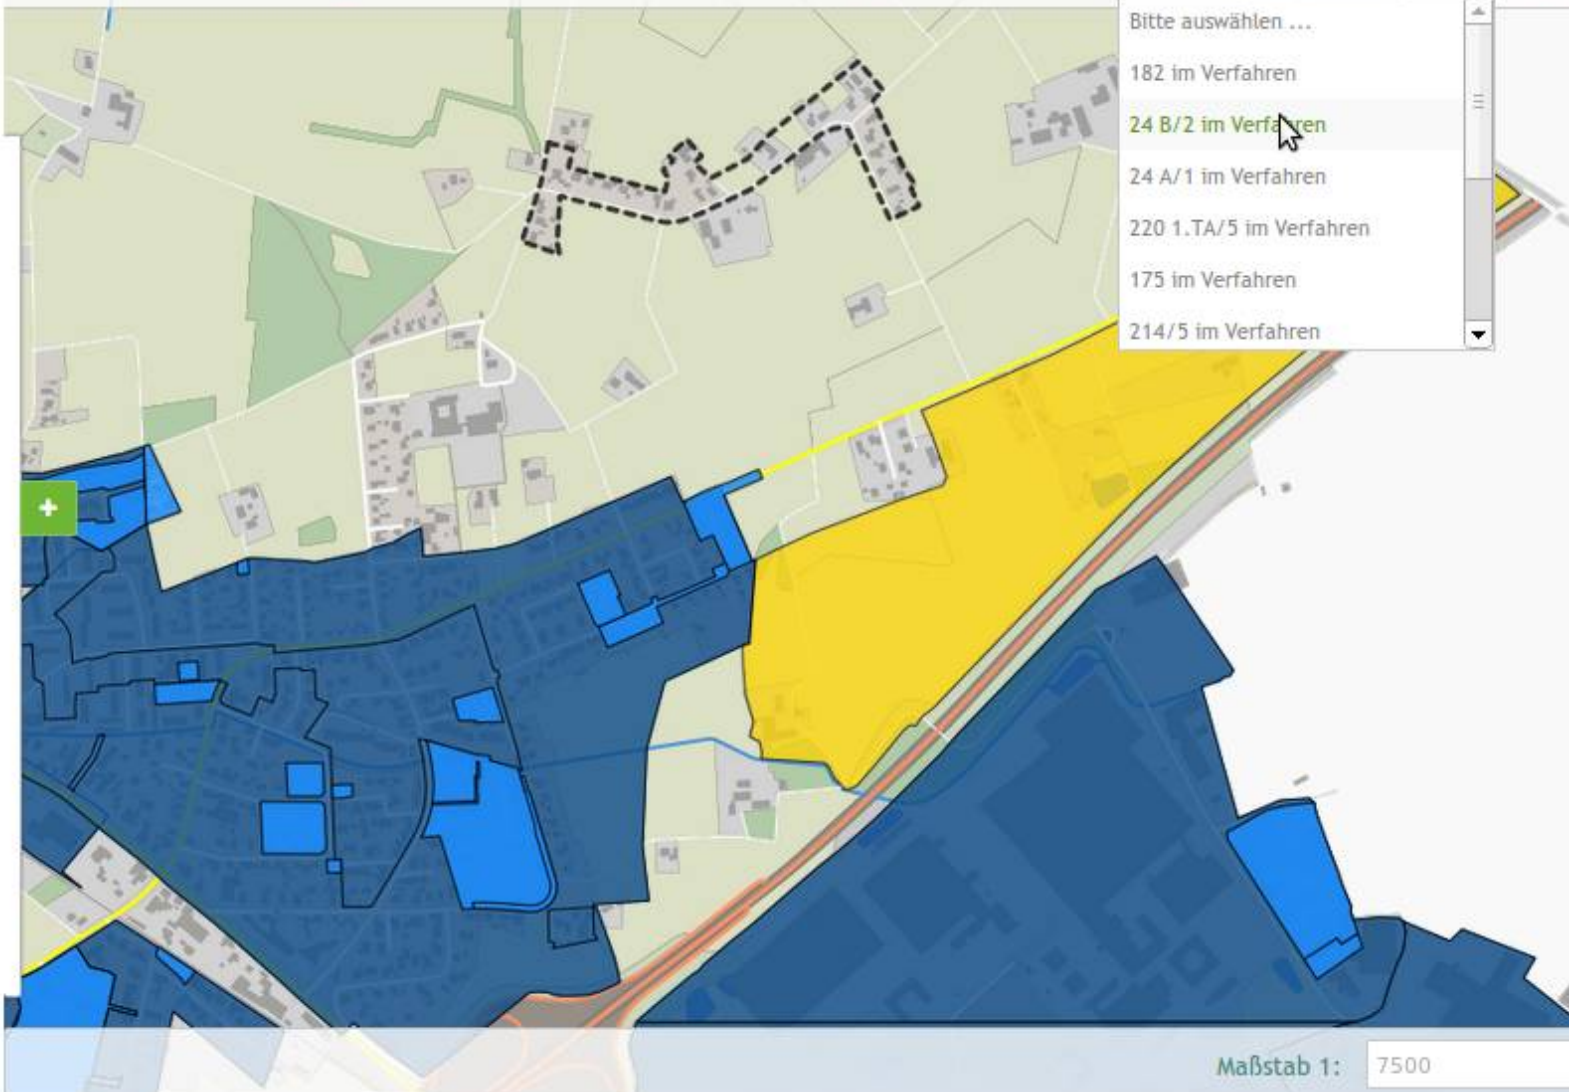 Bitte auswählen ...
182 im Verfahren
24 B/2 im Verfahren
24 A/1 im Verfahren
220 1.TA/5 im Verfahren
175 im Verfahren
214/5 im Verfahren
+
Maßstab 1: 7500